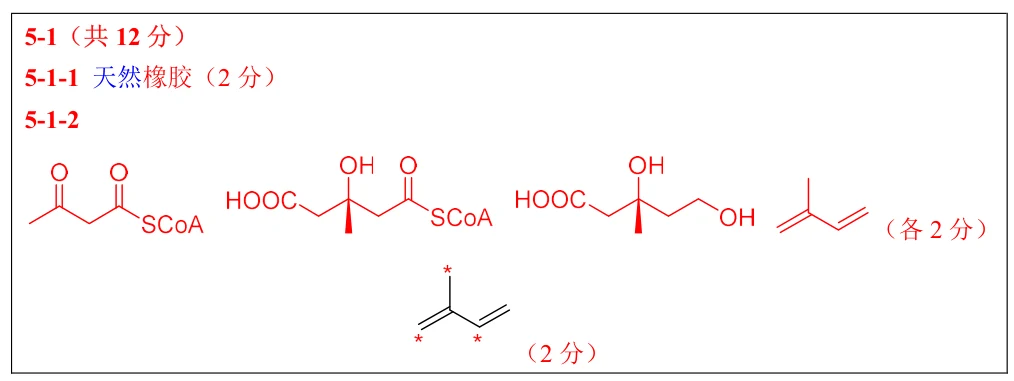 5-1（共 12 分）
5-1-1 天然橡胶（2 分）
5-1-2
O O SCoA HOOC OH O SCoA HOOC OH OH （各 2 分）
* * * （2 分）